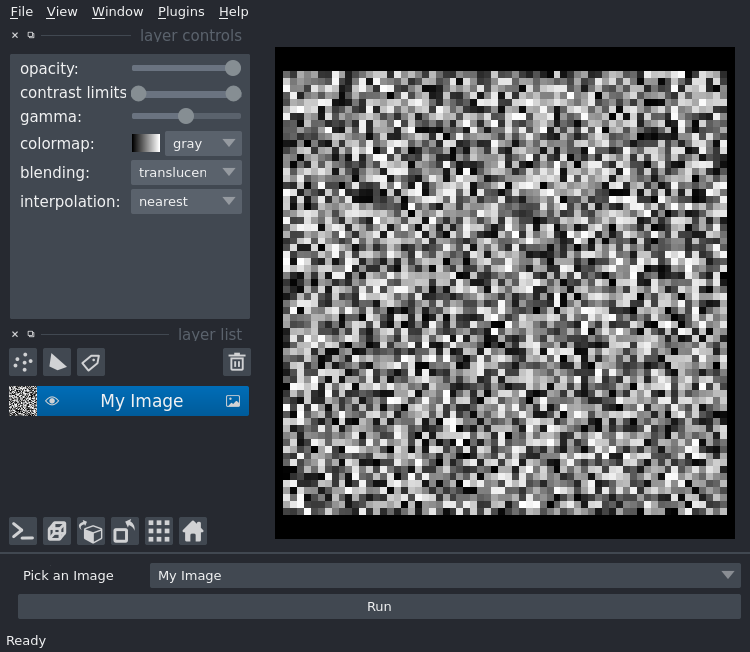 File View Window Plugins Help
layer controls
opacity:
contrast limits
gamma:
colormap: gray
blending: translucen
interpolation: nearest
layer list
My Image
Pick an Image My Image
Run
Ready